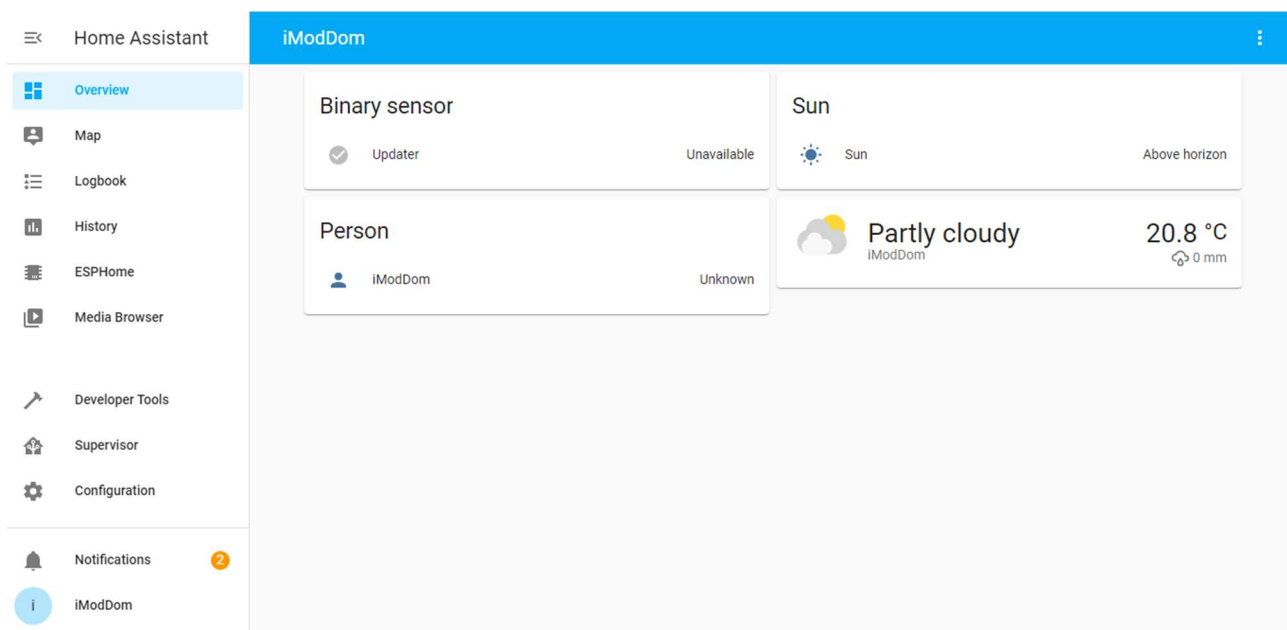 Home Assistant
Overview
Map
Logbook
History
ESPHome
Media Browser
Developer Tools
Supervisor
Configuration
Notifications 2
i iModDom
iModDom
Binary sensor
Updater Unavailable
Person
iModDom Unknown
Sun
Sun Above horizon
Partly cloudy 20.8 °C
iModDom 0 mm